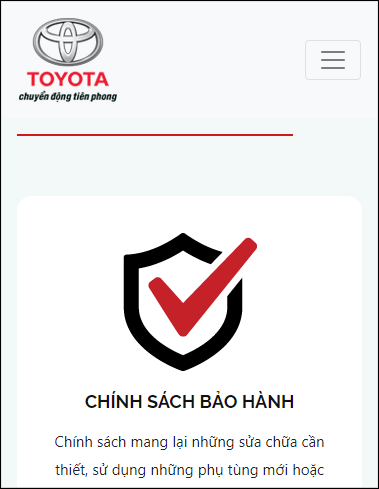 TOYOTA
chuyển động tiên phong
CHÍNH SÁCH BẢO HÀNH
Chính sách mang lại những sửa chữa cần
thiết, sử dụng những phụ tùng mới hoặc